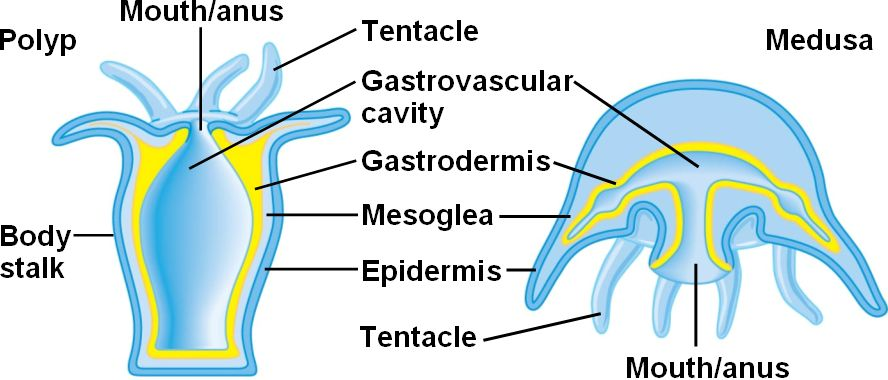 Mouth/anus
Polyp
Tentacle
Medusa
Gastrovascular
cavity
Gastrodermis
Mesoglea
Body
stalk
Epidermis
Tentacle
Mouth/anus